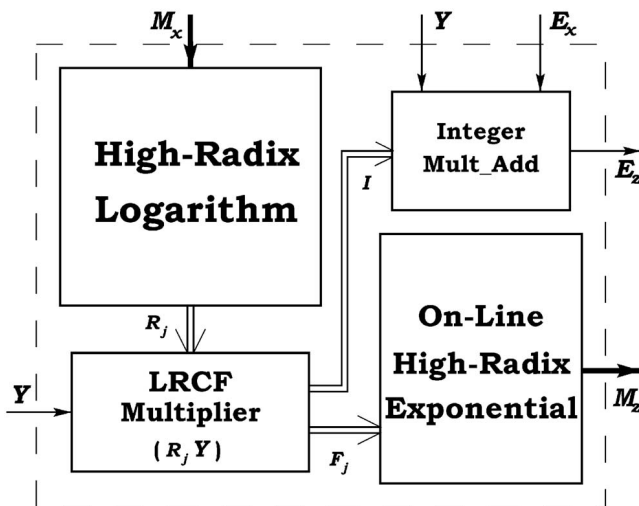 M_x
Y
E_x
High-Radix
Logarithm
Integer
Mult_Add
E_z
I
R_j
On-Line
High-Radix
Exponential
M_z
Y
LRCF
Multiplier
(R_j Y)
F_j